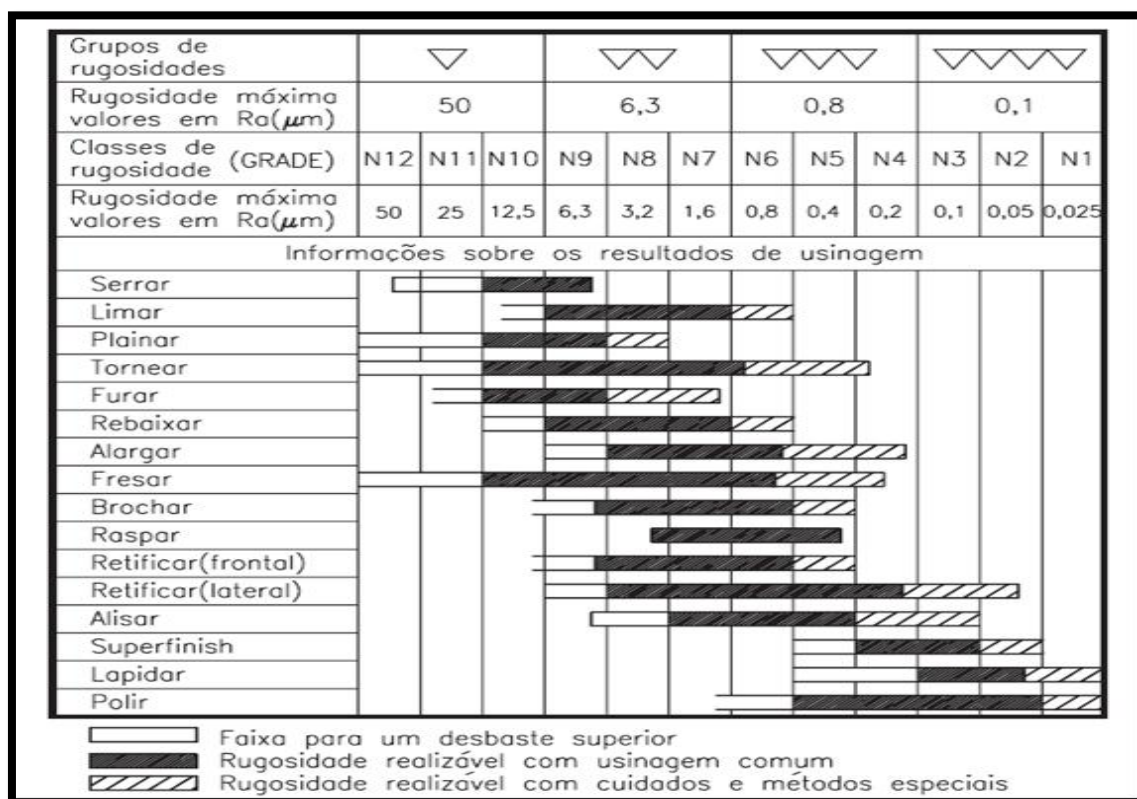 Grupos de
rugosidades
Rugosidade máxima
valores em Ra(µm)
50 6,3 0,8 0,1
Classes de
rugosidade (GRADE)
N12 N11 N10 N9 N8 N7 N6 N5 N4 N3 N2 N1
Rugosidade máxima
valores em Ra(µm)
50 25 12,5 6,3 3,2 1,6 0,8 0,4 0,2 0,1 0,05 0,025
Informações sobre os resultados de usinagem
Serrar
Limar
Plainar
Tornear
Furar
Rebaixar
Alargar
Fresar
Brochar
Raspar
Retificar(frontal)
Retificar(lateral)
Alisar
Superfinish
Lapidar
Polir
Faixa para um desbaste superior
Rugosidade realizável com usinagem comum
Rugosidade realizável com cuidados e métodos especiais